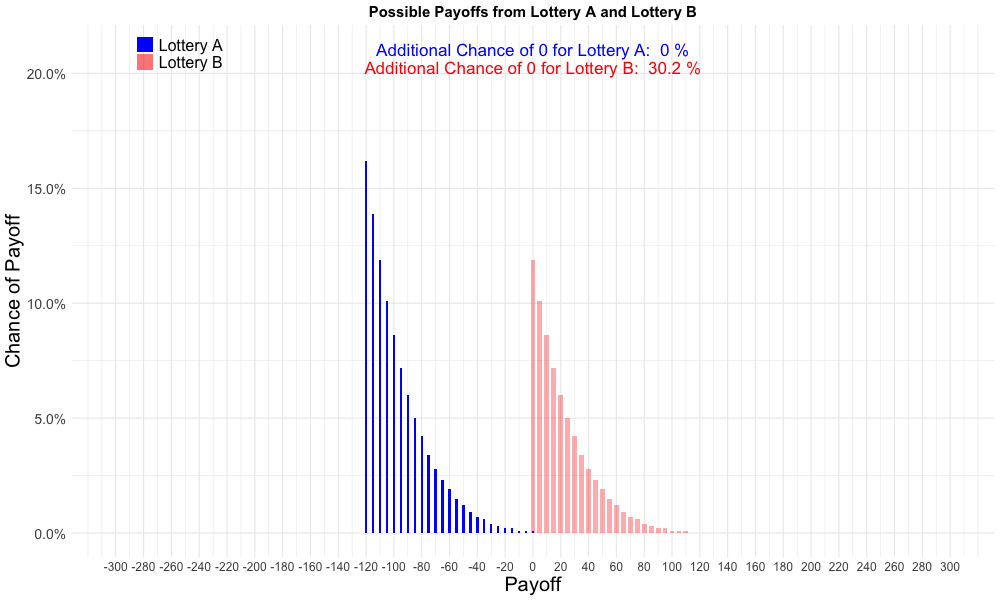 Possible Payoffs from Lottery A and Lottery B
Lottery A
Lottery B
Additional Chance of 0 for Lottery A:  0 %
Additional Chance of 0 for Lottery B:  30.2 %
Chance of Payoff
20.0%
15.0%
10.0%
5.0%
0.0%
-300 -280 -260 -240 -220 -200 -180 -160 -140 -120 -100 -80 -60 -40 -20 0 20 40 60 80 100 120 140 160 180 200 220 240 260 280 300
Payoff